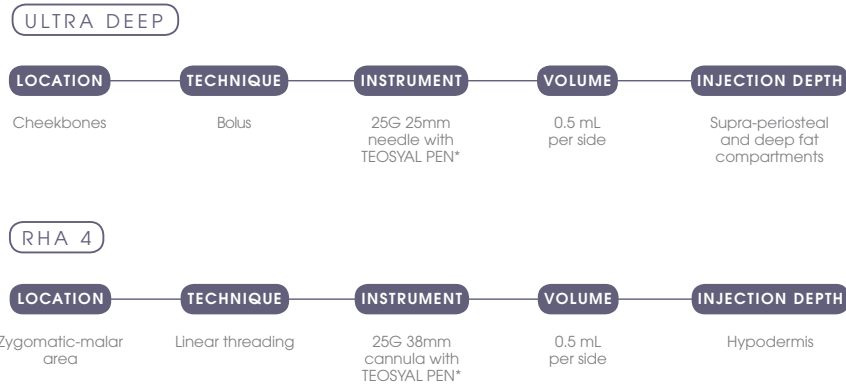 ULTRA DEEP
LOCATION TECHNIQUE INSTRUMENT VOLUME INJECTION DEPTH
Cheekbones Bolus 25G 25mm 0.5 mL Supra-periosteal
needle with per side and deep fat
TEOSYAL PEN* compartments
RHA 4
LOCATION TECHNIQUE INSTRUMENT VOLUME INJECTION DEPTH
Zygomatic-malar Linear threading 25G 38mm 0.5 mL Hypodermis
area cannula with per side
TEOSYAL PEN*